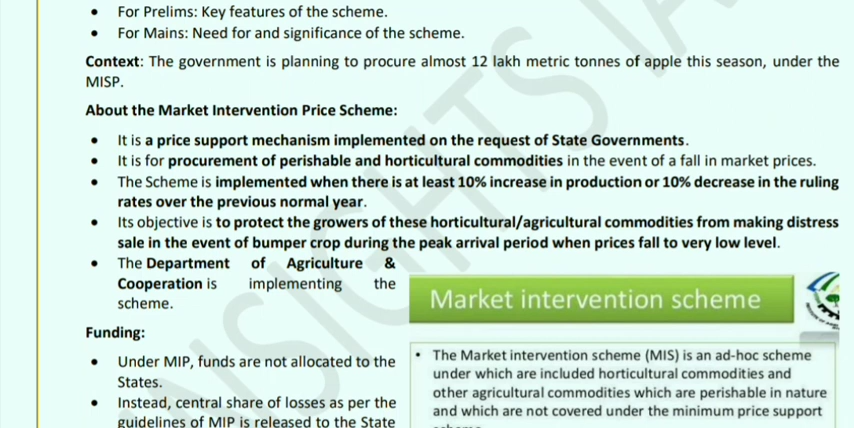 • For Prelims: Key features of the scheme.
• For Mains: Need for and significance of the scheme.
Context: The government is planning to procure almost 12 lakh metric tonnes of apple this season, under the
MISP.
About the Market Intervention Price Scheme:
• It is a price support mechanism implemented on the request of State Governments.
• It is for procurement of perishable and horticultural commodities in the event of a fall in market prices.
• The Scheme is implemented when there is at least 10% increase in production or 10% decrease in the ruling
rates over the previous normal year.
• Its objective is to protect the growers of these horticultural/agricultural commodities from making distress
sale in the event of bumper crop during the peak arrival period when prices fall to very low level.
• The Department of Agriculture &
Cooperation is implementing the
scheme.
Funding:
• Under MIP, funds are not allocated to the
States.
• Instead, central share of losses as per the
guidelines of MIP is released to the State
Market intervention scheme
• The Market intervention scheme (MIS) is an ad-hoc scheme
under which are included horticultural commodities and
other agricultural commodities which are perishable in nature
and which are not covered under the minimum price support
INSIGHTS IA